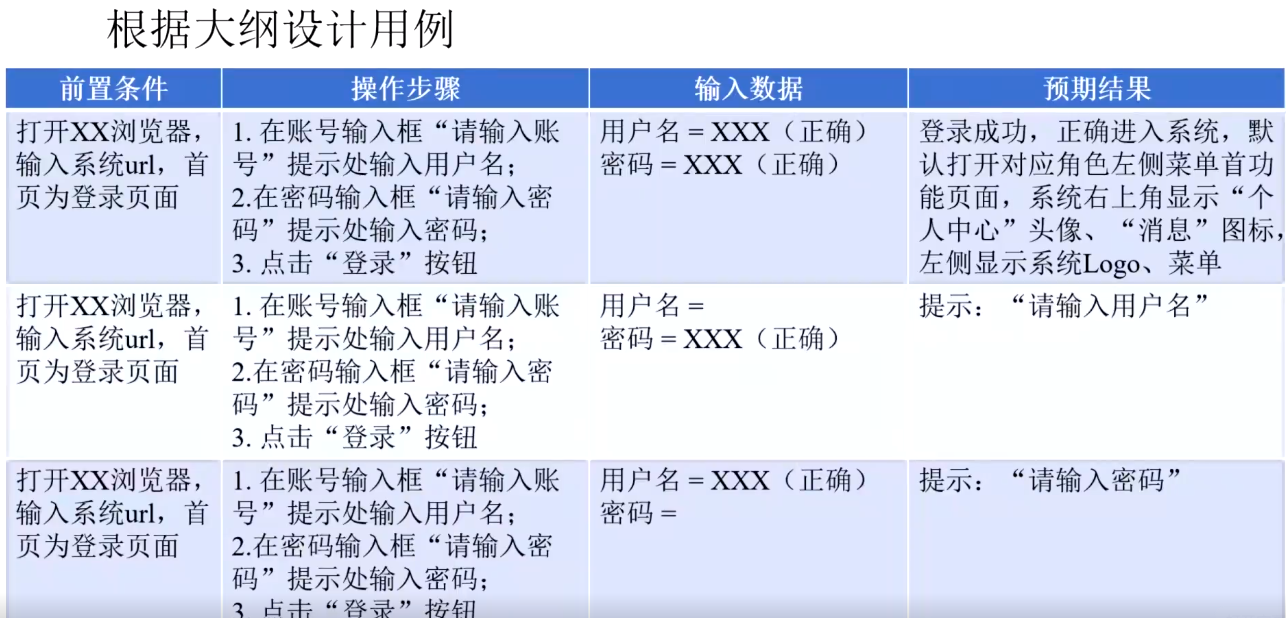 根据大纲设计用例
前置条件
操作步骤
输入数据
预期结果
打开XX浏览器，
输入系统url，首
页为登录页面
1. 在账号输入框“请输入账
号”提示处输入用户名；
2.在密码输入框“请输入密
码”提示处输入密码；
3. 点击“登录”按钮
用户名 = XXX（正确）
密码 = XXX（正确）
登录成功，正确进入系统，默
认打开对应角色左侧菜单首功
能页面，系统右上角显示“个
人中心”头像、“消息”图标，
左侧显示系统Logo、菜单
打开XX浏览器，
输入系统url，首
页为登录页面
1. 在账号输入框“请输入账
号”提示处输入用户名；
2.在密码输入框“请输入密
码”提示处输入密码；
3. 点击“登录”按钮
用户名 =
密码 = XXX（正确）
提示：“请输入用户名”
打开XX浏览器，
输入系统url，首
页为登录页面
1. 在账号输入框“请输入账
号”提示处输入用户名；
2.在密码输入框“请输入密
码”提示处输入密码；
3. 点击“登录”按钮
用户名 = XXX（正确）
密码 =
提示：“请输入密码”